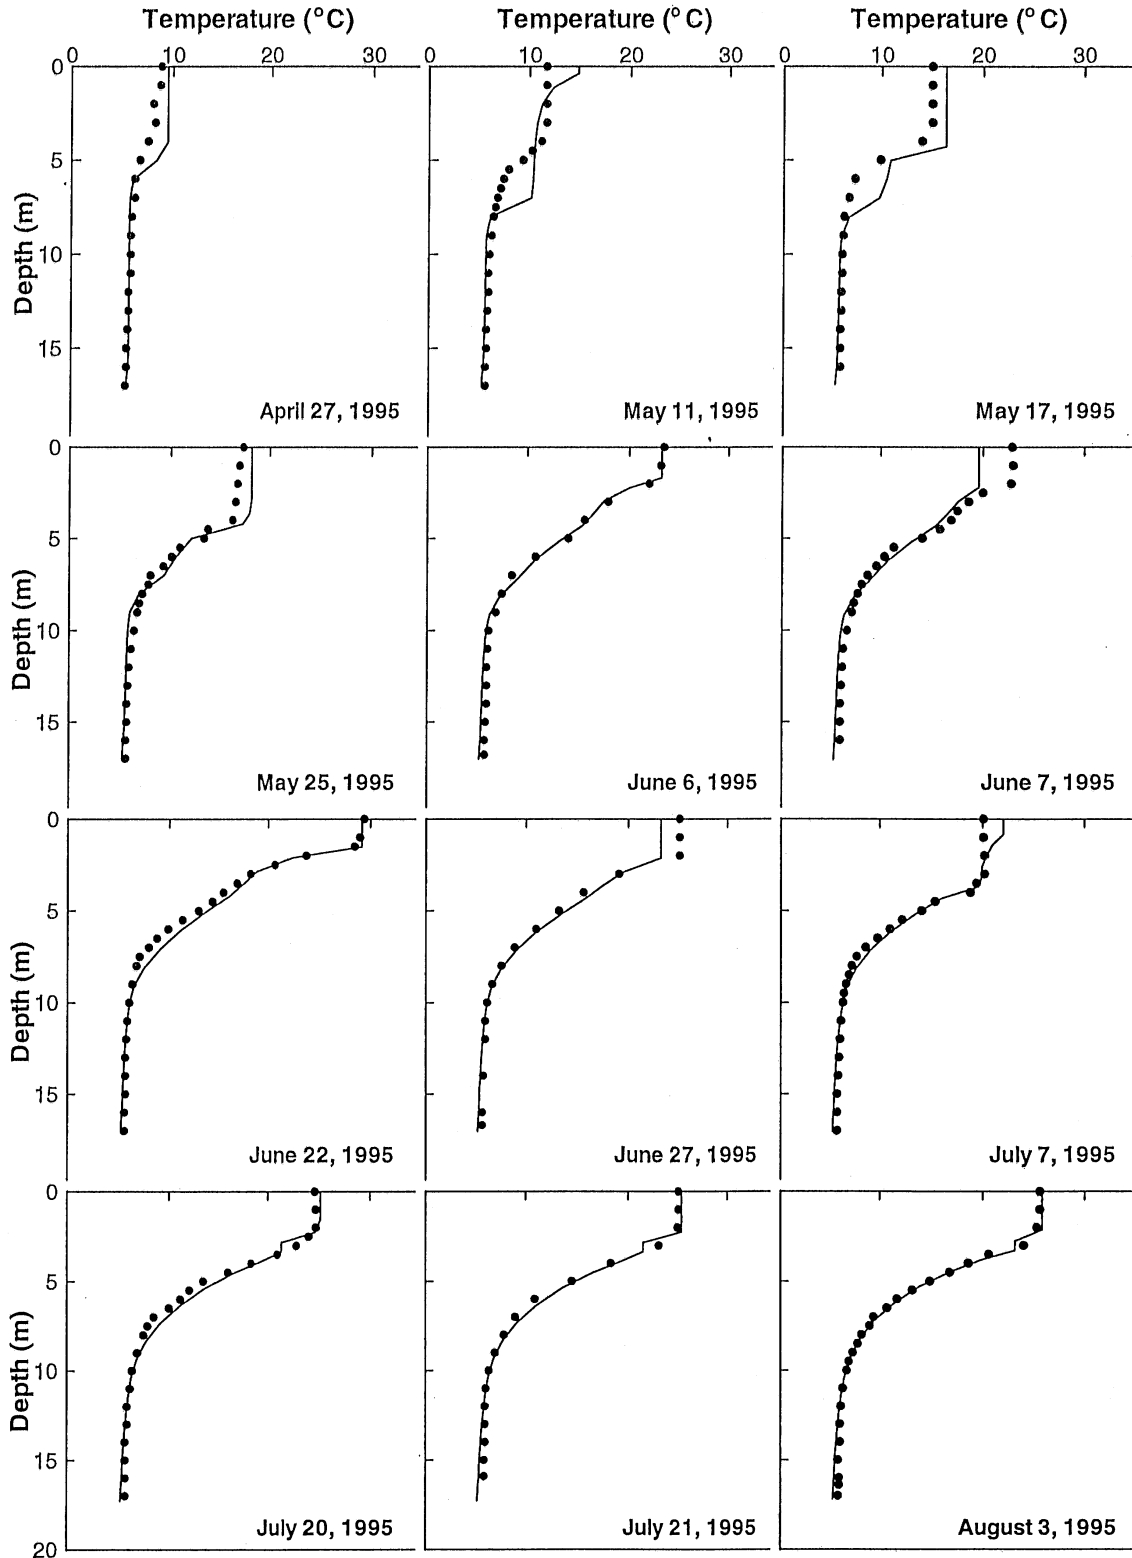 Temperature (°C) Temperature (°C) Temperature (°C)
0 10 20 30 0 10 20 30 0 10 20 30
0
5
10
15
Depth (m)
April 27, 1995 May 11, 1995 May 17, 1995
0
5
10
15
Depth (m)
May 25, 1995 June 6, 1995 June 7, 1995
0
5
10
15
Depth (m)
June 22, 1995 June 27, 1995 July 7, 1995
0
5
10
15
20
Depth (m)
July 20, 1995 July 21, 1995 August 3, 1995